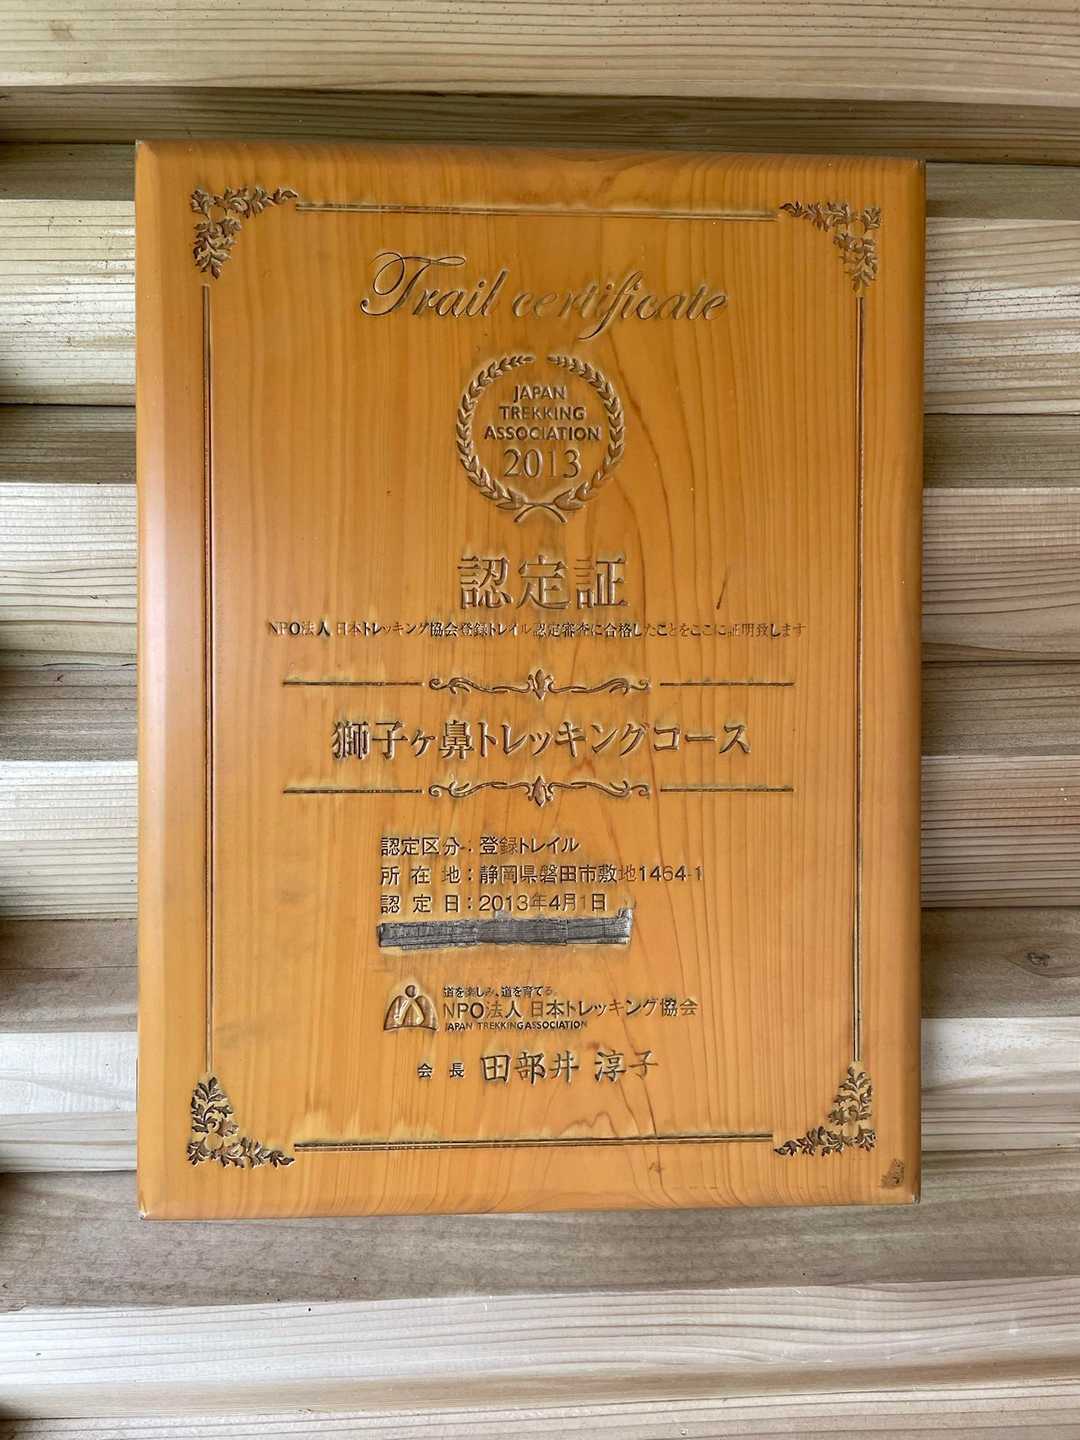 Trail certificate
JAPAN
TREKKING
ASSOCIATION
2013
認定証
NPO法人 日本トレッキング協会登録トレイル認定審査に合格したことをここに証明致します
獅子ヶ鼻トレッキングコース
認定区分：登録トレイル
所在地：静岡県磐田市敷地1464-1
認定日：2013年4月1日
道を楽しみ、道を育てる。
NPO法人 日本トレッキング協会
JAPAN TREKKING ASSOCIATION
会長 田部井 淳子